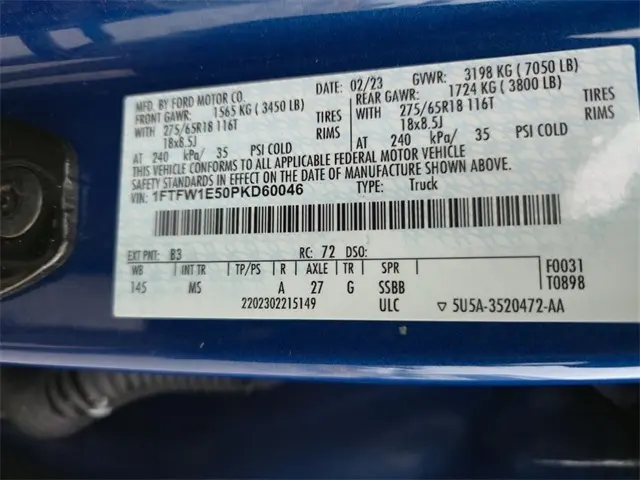 MFD. BY FORD MOTOR CO.
DATE: 02/23 GVWR: 3198 KG ( 7050 LB)
FRONT GAWR: 1565 KG ( 3450 LB) REAR GAWR: 1724 KG ( 3800 LB)
WITH 275/65R18 116T TIRES WITH 275/65R18 116T TIRES
18x8.5J RIMS 18x8.5J RIMS
AT 240 kPa/ 35 PSI COLD AT 240 kPa/ 35 PSI COLD
THIS VEHICLE CONFORMS TO ALL APPLICABLE FEDERAL MOTOR VEHICLE
SAFETY STANDARDS IN EFFECT ON THE DATE OF MANUFACTURE SHOWN ABOVE.
VIN: 1FTFW1E50PKD60046 TYPE: Truck
EXT PNT: B3 RC: 72 DSO:
WB INT TR TP/PS R AXLE TR SPR F0031
145 MS A 27 G SSBB T0898
2202302215149 ULC ▽ 5U5A-3520472-AA